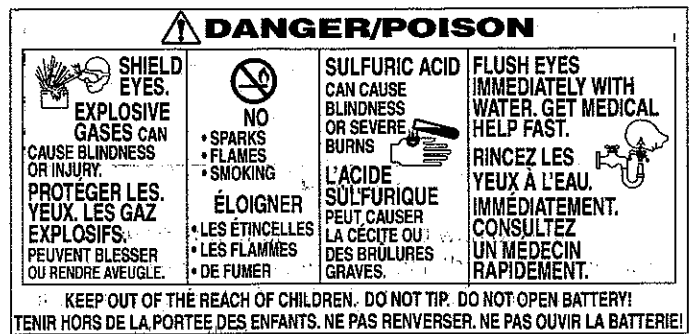 DANGER/POISON
SHIELD
EYES.
EXPLOSIVE
GASES CAN
CAUSE BLINDNESS
OR INJURY.
PROTÉGER LES.
YEUX. LES GAZ
EXPLOSIFS.
PEUVENT BLESSER
OU RENDRE AVEUGLE.
NO
• SPARKS
• FLAMES
• SMOKING
ÉLOIGNER
• LES ÉTINCELLES
• LES FLAMMES
• DE FUMER
SULFURIC ACID
CAN CAUSE
BLINDNESS
OR SEVERE
BURNS
L'ACIDE
SULFURIQUE
PEUT CAUSER
LA CÉCITE OU
DES BRÛLURES
GRAVES.
FLUSH EYES
IMMEDIATELY WITH
WATER. GET MEDICAL
HELP FAST.
RINCEZ LES
YEUX À L'EAU.
IMMÉDIATEMENT.
CONSULTEZ
UN MEDECIN
RAPIDEMENT.
KEEP OUT OF THE REACH OF CHILDREN. DO NOT TIP. DO NOT OPEN BATTERY!
TENIR HORS DE LA PORTEE DES ENFANTS. NE PAS RENVERSER. NE PAS OUVIR LA BATTERIE!